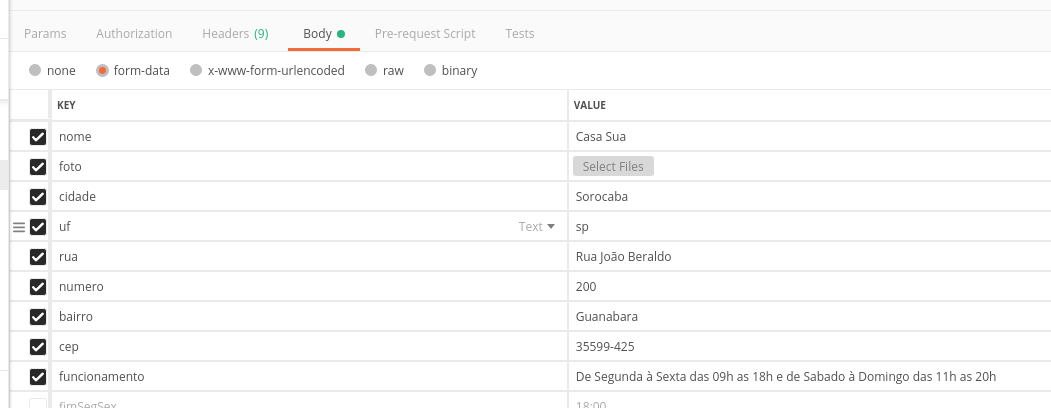 Params Authorization Headers (9) Body Pre-request Script Tests
none form-data x-www-form-urlencoded raw binary
KEY VALUE
nome Casa Sua
foto Select Files
cidade Sorocaba
uf Text sp
rua Rua João Beraldo
numero 200
bairro Guanabara
cep 35599-425
funcionamento De Segunda à Sexta das 09h as 18h e de Sabado à Domingo das 11h as 20h
fimSegSex 18:00